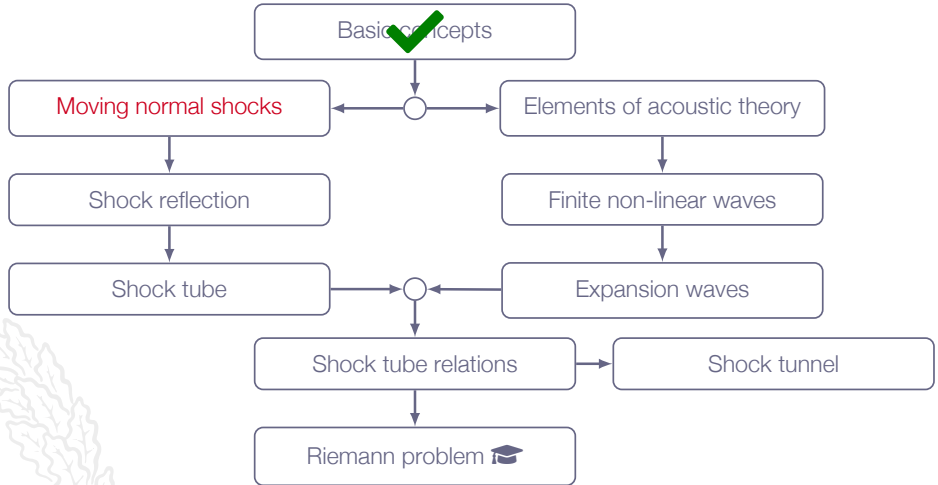 Basic concepts
Moving normal shocks
Elements of acoustic theory
Shock reflection
Finite non-linear waves
Shock tube
Expansion waves
Shock tube relations
Shock tunnel
Riemann problem